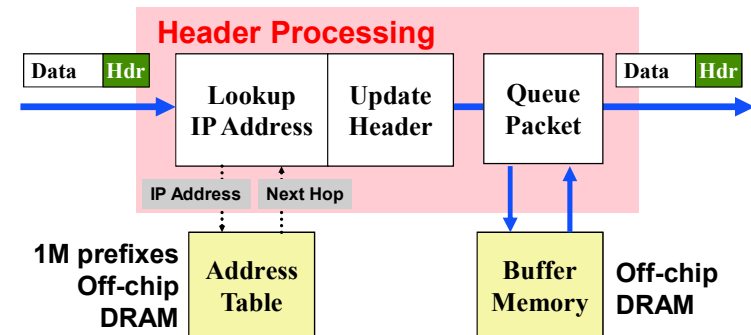 Header Processing
Data Hdr
Lookup
IP Address
Update
Header
Queue
Packet
Data Hdr
IP Address
Next Hop
1M prefixes
Off-chip
DRAM
Address
Table
Buffer
Memory
Off-chip
DRAM